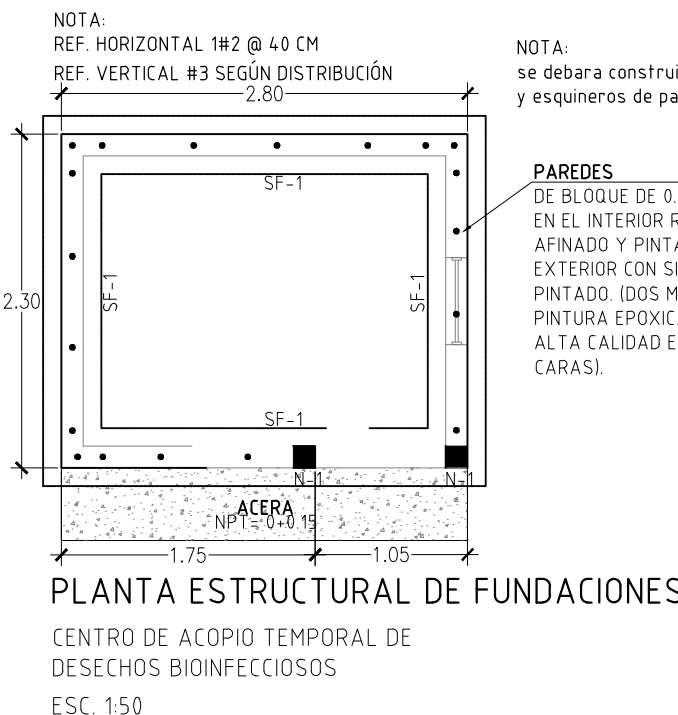 NOTA:
REF. HORIZONTAL 1#2 @ 40 CM
REF. VERTICAL #3 SEGÚN DISTRIBUCIÓN
2.80
NOTA:
se debara construi
y esquineros de pa
PAREDES
DE BLOQUE DE 0.
EN EL INTERIOR R
AFINADO Y PINTA
EXTERIOR CON SI
PINTADO. (DOS M
PINTURA EPOXIC
ALTA CALIDAD E
CARAS).
SF-1
SF-1
SF-1
2.30
SF-1
N-1
N-1
ACERA
NPT= 0+0.15
1.75
1.05
PLANTA ESTRUCTURAL DE FUNDACIONES
CENTRO DE ACOPIO TEMPORAL DE
DESECHOS BIOINFECCIOSOS
ESC. 1:50